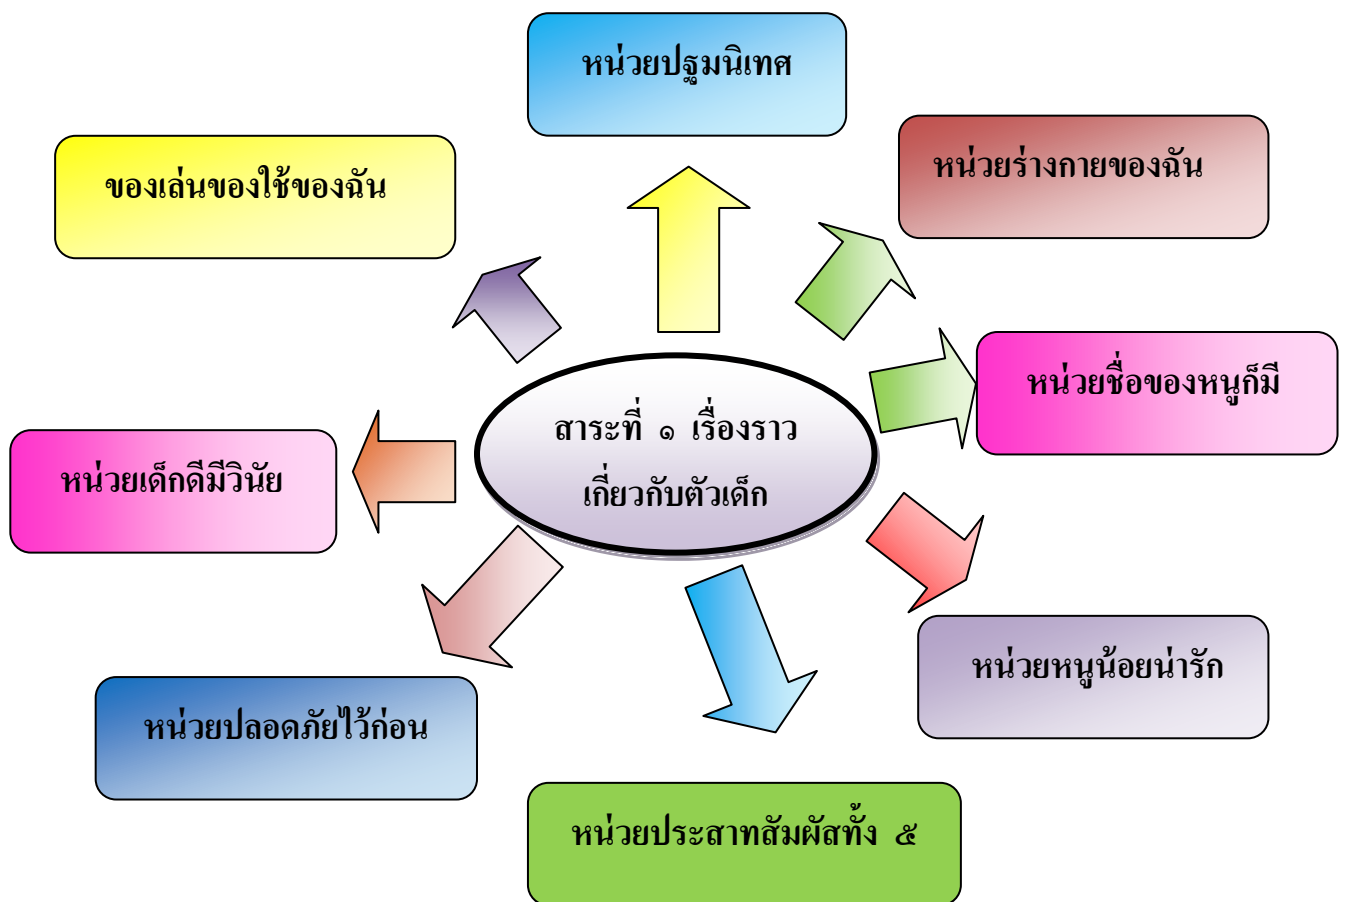 หน่วยปฐมนิเทศ
หน่วยร่างกายของฉัน
ของเล่นของใช้ของฉัน
หน่วยชื่อของหนูก็มี
สาระที่ ๑ เรื่องราว
เกี่ยวกับตัวเด็ก
หน่วยเด็กดีมีวินัย
หน่วยหนูน้อยน่ารัก
หน่วยปลอดภัยไว้ก่อน
หน่วยประสาทสัมผัสทั้ง ๕